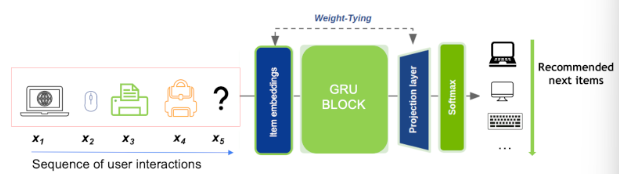 Weight-Tying
Item embeddings
GRU
BLOCK
Projection layer
Softmax
Recommended
next items
?
x1 x2 x3 x4 x5
Sequence of user interactions
...